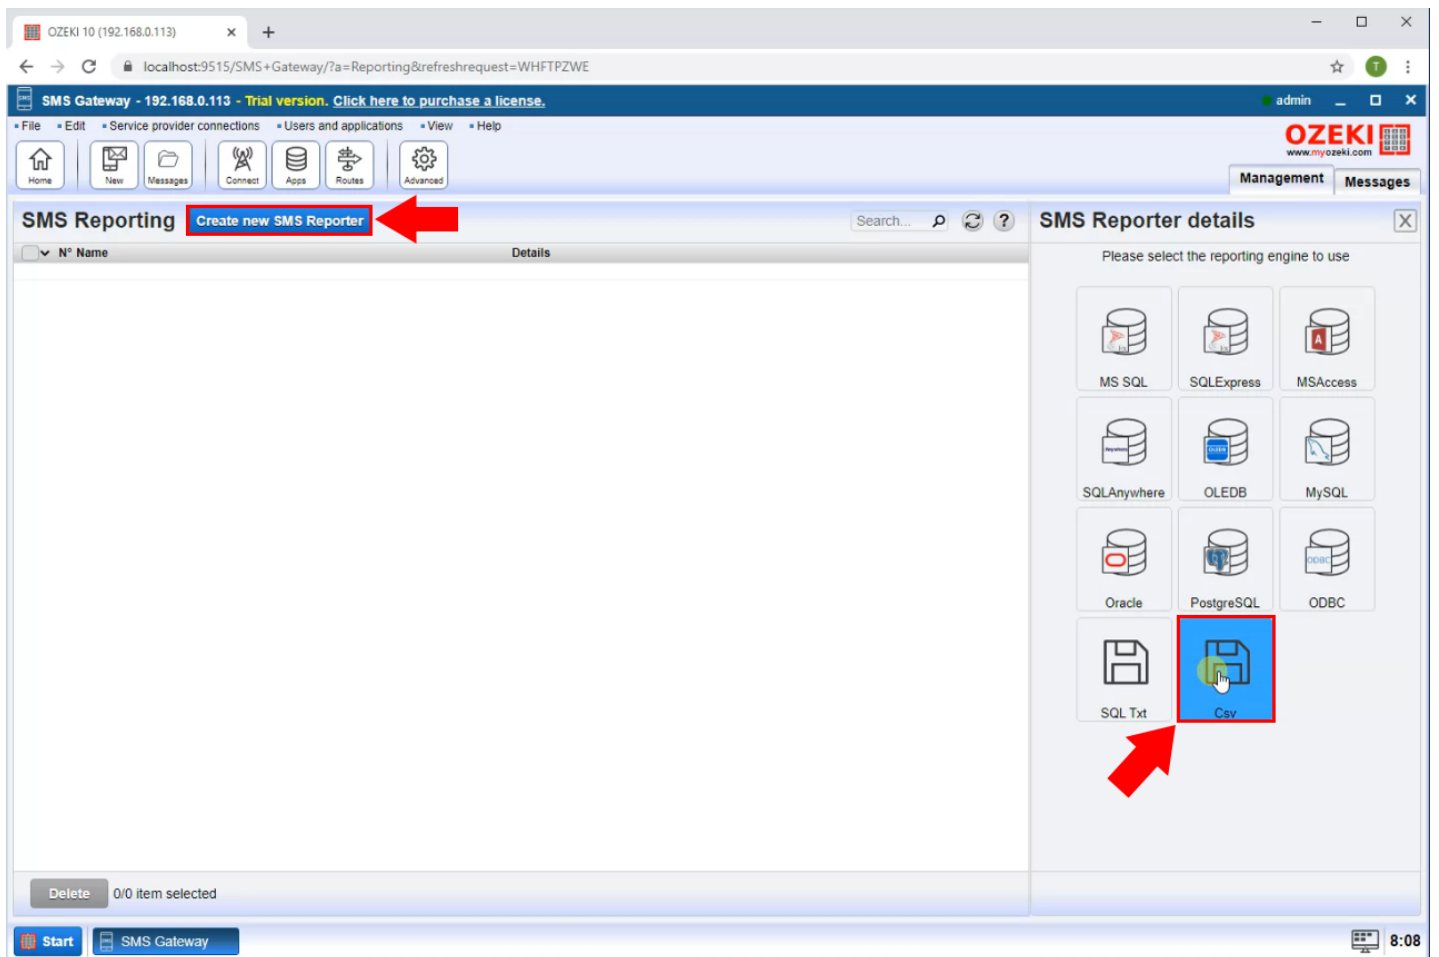 OZEKI 10 (192.168.0.113)
localhost:9515/SMS+Gateway/?a=Reporting&refreshrequest=WHFTPZWE
T
SMS Gateway - 192.168.0.113 - Trial version. Click here to purchase a license.
admin
File Edit Service provider connections Users and applications View Help
OZEKI
www.myozeki.com
Home New Messages Connect Apps Routes Advanced
Management Messages
SMS Reporting Create new SMS Reporter
Search... ?
N° Name Details
SMS Reporter details X
Please select the reporting engine to use
MS SQL SQLExpress MSAccess
A
SQLAnywhere OLEDB MySQL
OLEDB
Oracle PostgreSQL ODBC
ODBC
SQL Txt Csv
Delete 0/0 item selected
Start SMS Gateway 8:08